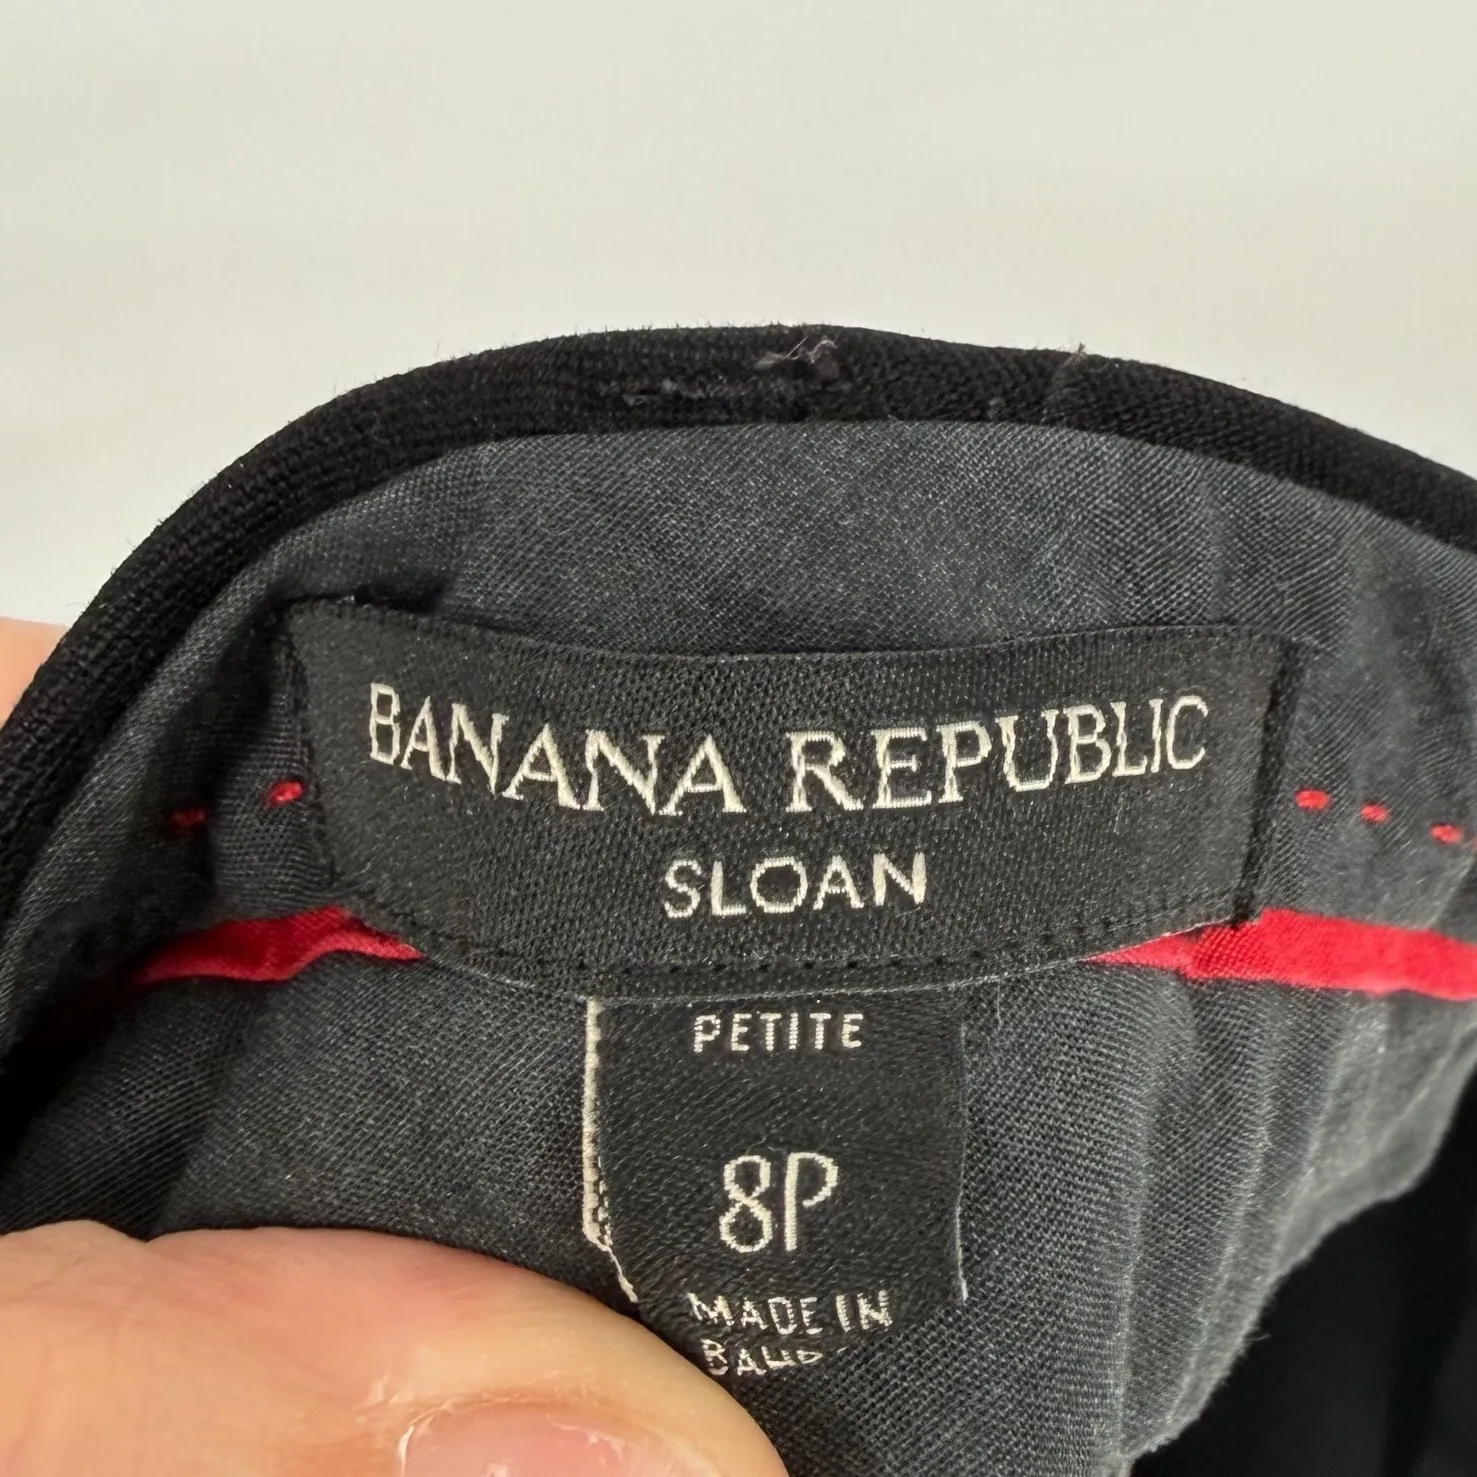 BANANA REPUBLIC
SLOAN
PETITE
8P
MADE IN